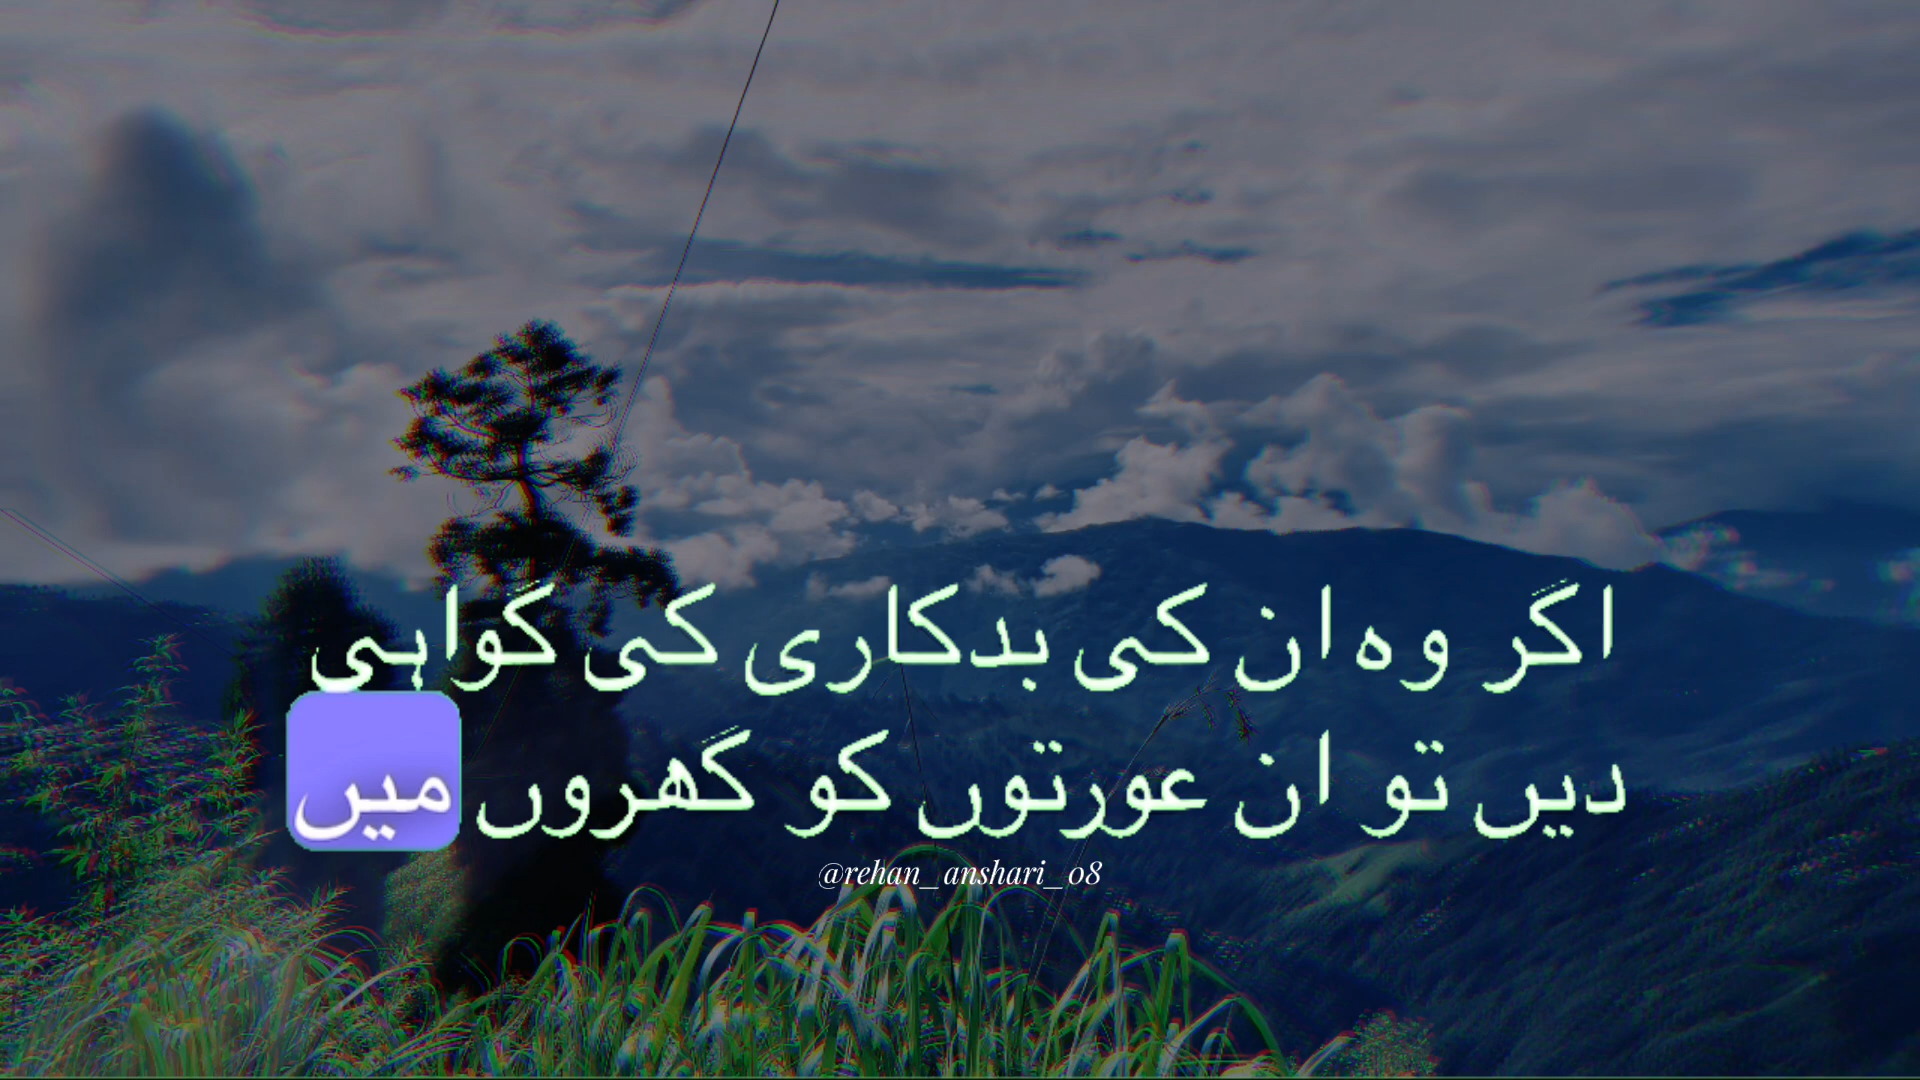 اگر وہ ان کی بدکاری کی گواہی
دیں تو ان عورتوں کو گھروں میں
@rehan_anshari_08